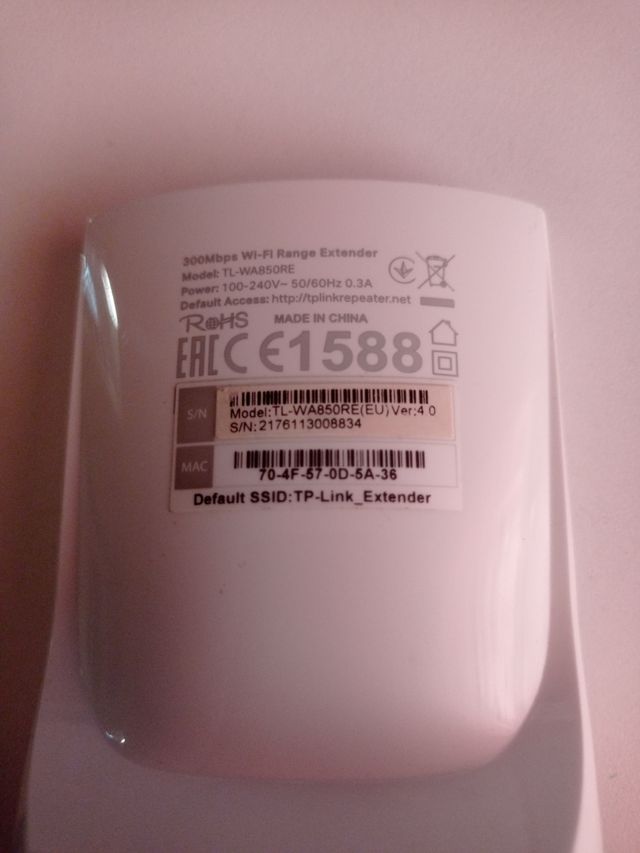 300Mbps Wi-Fi Range Extender
Model: TL-WA850RE
Power: 100-240V~ 50/60Hz 0.3A
Default Access: http://tplinkrepeater.net
RoHS MADE IN CHINA
EAC CE1588
S/N
Model:TL-WA850RE(EU) Ver:4.0
S/N: 2176113008834
MAC
70-4F-57-0D-5A-36
Default SSID:TP-Link_Extender